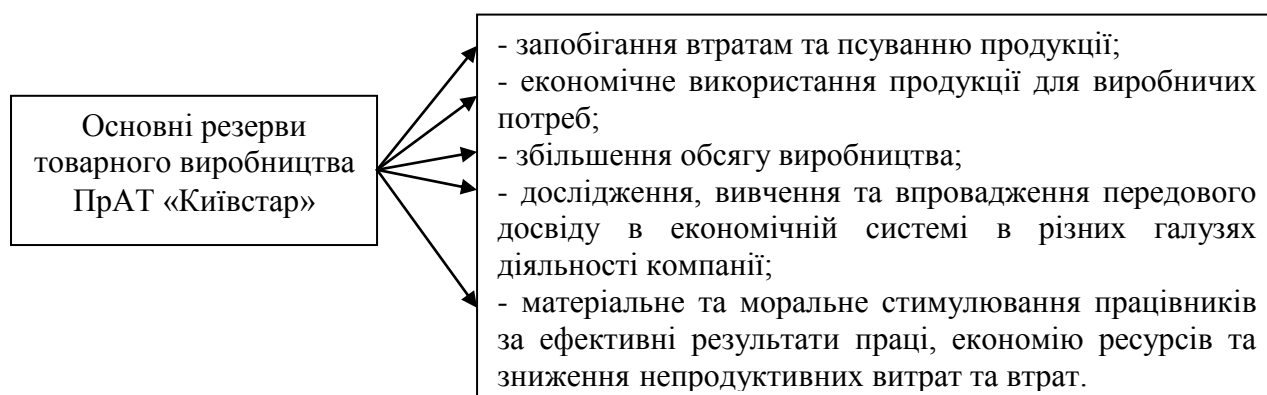 Основні резерви
товарного виробництва
ПрАТ «Київстар»
- запобігання втратам та псуванню продукції;
- економічне використання продукції для виробничих
потреб;
- збільшення обсягу виробництва;
- дослідження, вивчення та впровадження передового
досвіду в економічній системі в різних галузях
діяльності компанії;
- матеріальне та моральне стимулювання працівників
за ефективні результати праці, економію ресурсів та
зниження непродуктивних витрат та втрат.